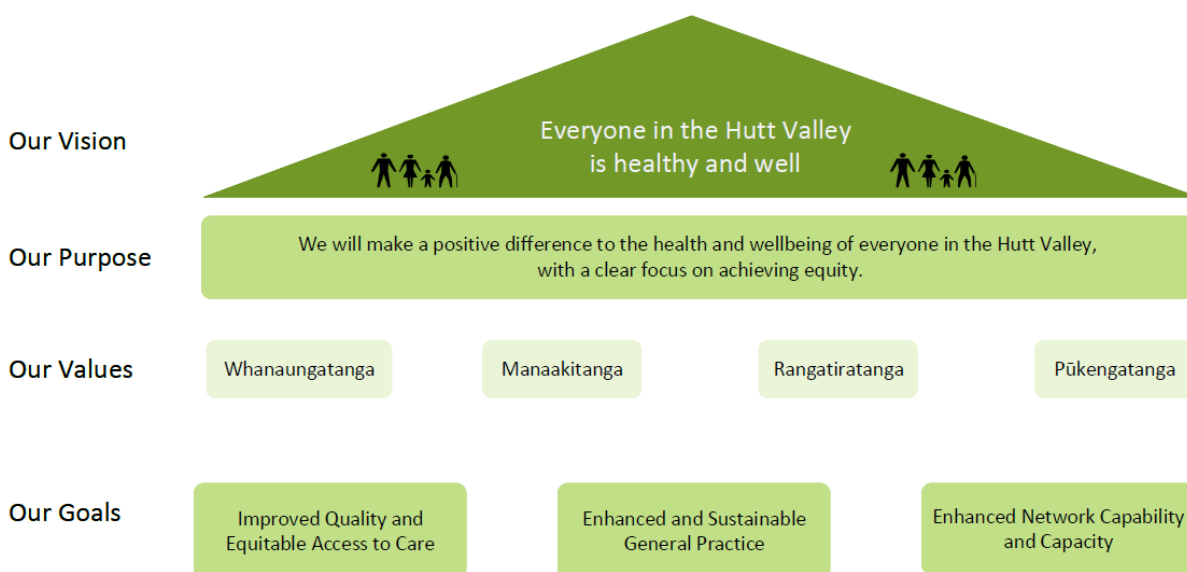 Our Vision
Everyone in the Hutt Valley
is healthy and well
Our Purpose
We will make a positive difference to the health and wellbeing of everyone in the Hutt Valley,
with a clear focus on achieving equity.
Our Values
Whanaungatanga
Manaakitanga
Rangatiratanga
Pūkengatanga
Our Goals
Improved Quality and
Equitable Access to Care
Enhanced and Sustainable
General Practice
Enhanced Network Capability
and Capacity